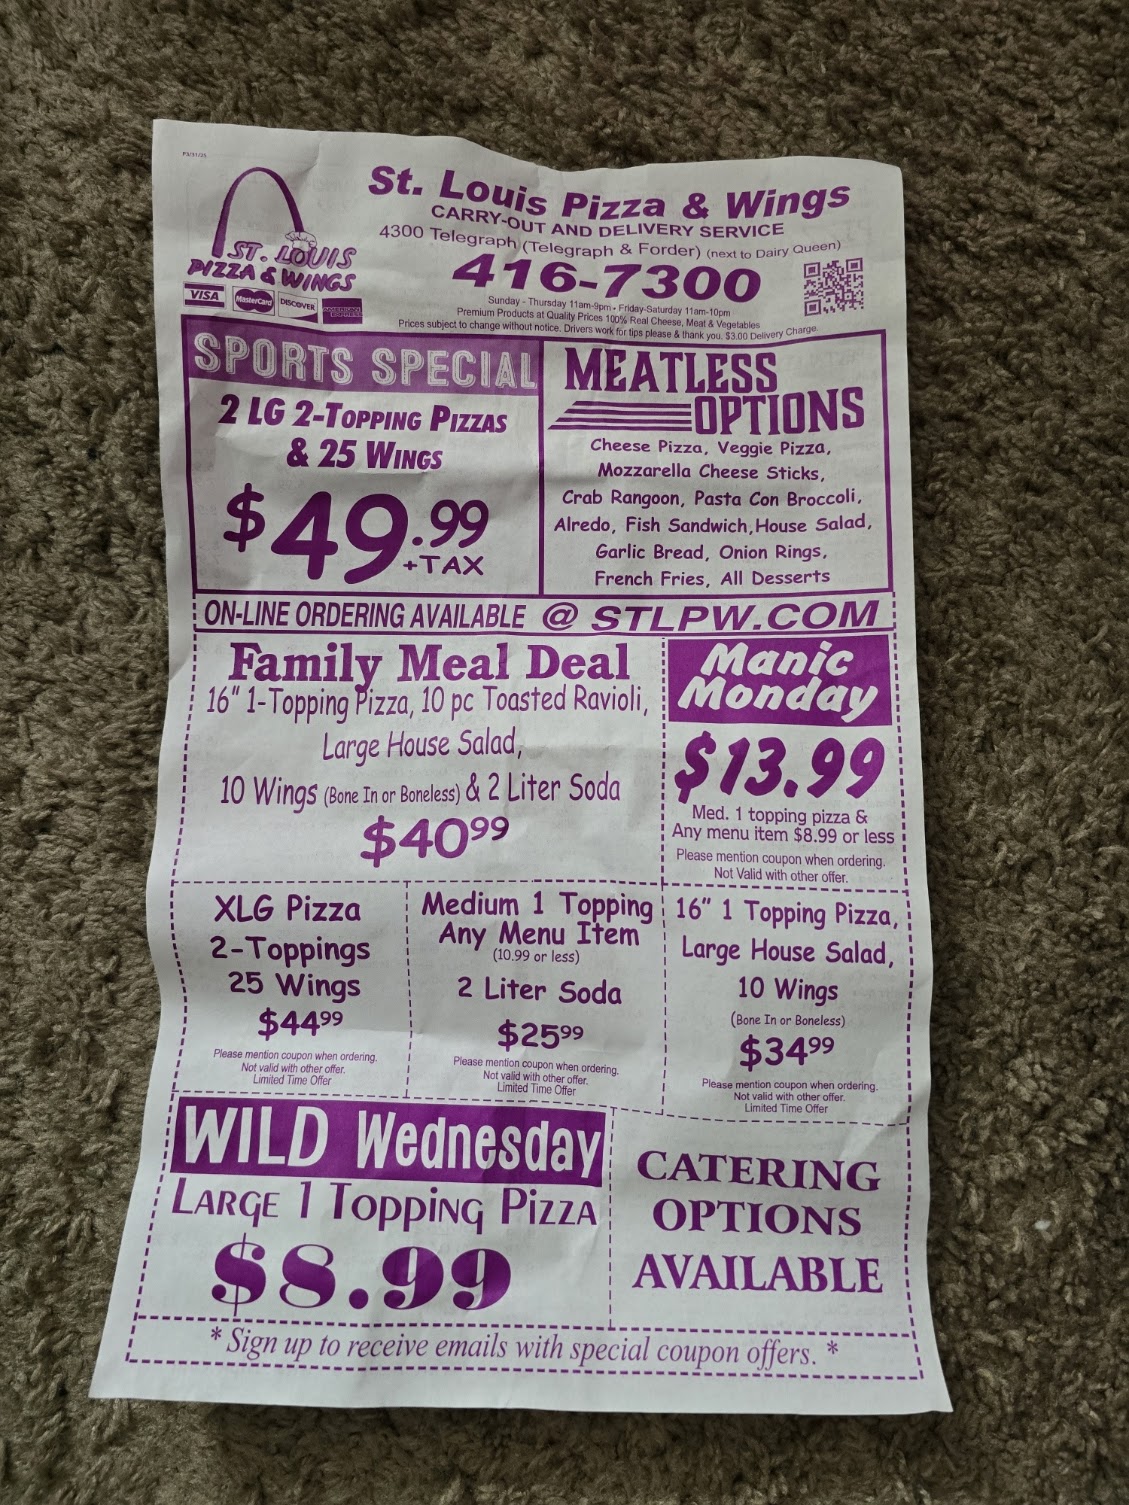 P3/31/25
St. Louis Pizza & Wings
CARRY-OUT AND DELIVERY SERVICE
4300 Telegraph (Telegraph & Forder) (next to Dairy Queen)
416-7300
Sunday - Thursday 11am-9pm - Friday-Saturday 11am-10pm
Premium Products at Quality Prices 100% Real Cheese, Meat & Vegetables
Prices subject to change without notice. Drivers work for tips please & thank you. $3.00 Delivery Charge.
ST. LOUIS
PIZZA & WINGS
VISA MasterCard DISCOVER AMERICAN EXPRESS
SPORTS SPECIAL
2 LG 2-TOPPING PIZZAS
& 25 WINGS
$49.99
+TAX
MEATLESS
OPTIONS
Cheese Pizza, Veggie Pizza,
Mozzarella Cheese Sticks,
Crab Rangoon, Pasta Con Broccoli,
Alredo, Fish Sandwich,House Salad,
Garlic Bread, Onion Rings,
French Fries, All Desserts
ON-LINE ORDERING AVAILABLE @ STLPW.COM
Family Meal Deal
16" 1-Topping Pizza, 10 pc Toasted Ravioli,
Large House Salad,
10 Wings (Bone In or Boneless) & 2 Liter Soda
$4099
Manic
Monday
$13.99
Med. 1 topping pizza &
Any menu item $8.99 or less
Please mention coupon when ordering.
Not Valid with other offer.
XLG Pizza
2-Toppings
25 Wings
$4499
Please mention coupon when ordering.
Not valid with other offer.
Limited Time Offer
Medium 1 Topping
Any Menu Item
(10.99 or less)
2 Liter Soda
$2599
Please mention coupon when ordering.
Not valid with other offer.
Limited Time Offer
16" 1 Topping Pizza,
Large House Salad,
10 Wings
(Bone In or Boneless)
$3499
Please mention coupon when ordering.
Not valid with other offer.
Limited Time Offer
WILD Wednesday
LARGE 1 TOPPING PIZZA
$8.99
CATERING
OPTIONS
AVAILABLE
* Sign up to receive emails with special coupon offers. *